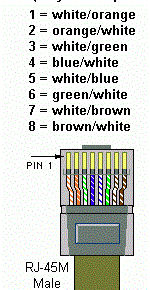 1 = white/orange
2 = orange/white
3 = white/green
4 = blue/white
5 = white/blue
6 = green/white
7 = white/brown
8 = brown/white
PIN 1
RJ-45M
Male